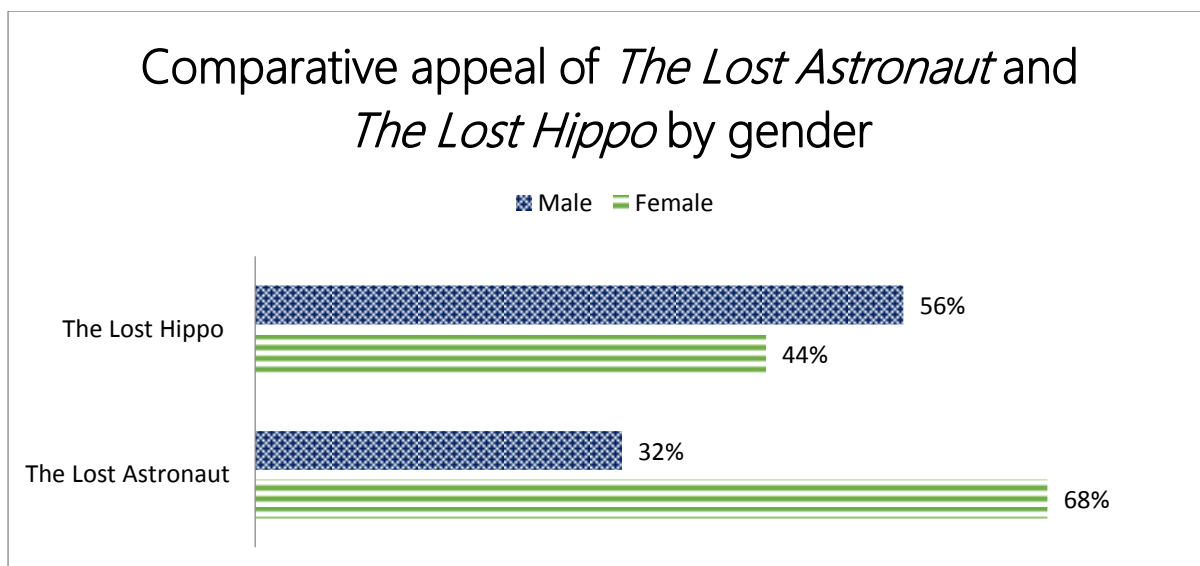 Comparative appeal of The Lost Astronaut and
The Lost Hippo by gender
Male Female
The Lost Hippo
56%
44%
The Lost Astronaut
32%
68%